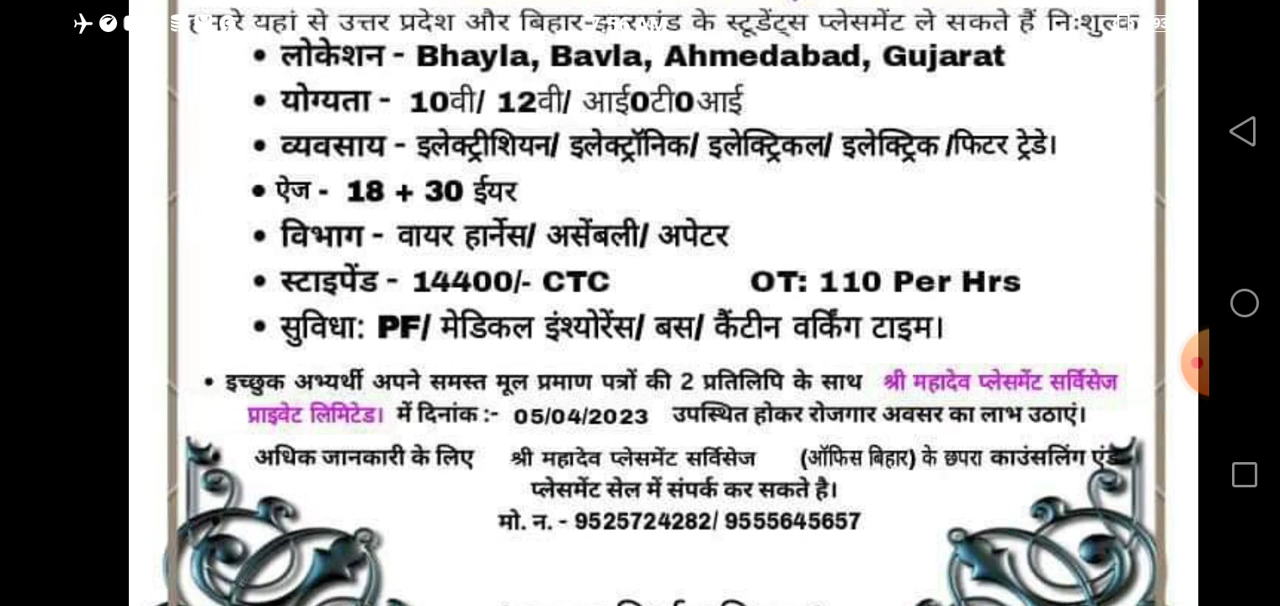 यहां से उत्तर प्रदेश और बिहार-झारखंड के स्टूडेंट्स प्लेसमेंट ले सकते हैं निःशुल्क
• लोकेशन - Bhayla, Bavla, Ahmedabad, Gujarat
• योग्यता - 10वी/ 12वी/ आई0टी0आई
• व्यवसाय - इलेक्ट्रीशियन/ इलेक्ट्रॉनिक/ इलेक्ट्रिकल/ इलेक्ट्रिक /फिटर ट्रेडे।
• ऐज - 18 + 30 ईयर
• विभाग - वायर हार्नेस/ असेंबली/ अपेटर
• स्टाइपेंड - 14400/- CTC OT: 110 Per Hrs
• सुविधा: PF/ मेडिकल इंश्योरेंस/ बस/ कैंटीन वर्किंग टाइम।
• इच्छुक अभ्यर्थी अपने समस्त मूल प्रमाण पत्रों की 2 प्रतिलिपि के साथ श्री महादेव प्लेसमेंट सर्विसेज
प्राइवेट लिमिटेड। में दिनांक :- 05/04/2023 उपस्थित होकर रोजगार अवसर का लाभ उठाएं।
अधिक जानकारी के लिए श्री महादेव प्लेसमेंट सर्विसेज (ऑफिस बिहार) के छपरा काउंसलिंग एंड
प्लेसमेंट सेल में संपर्क कर सकते है।
मो. न. - 9525724282/ 9555645657